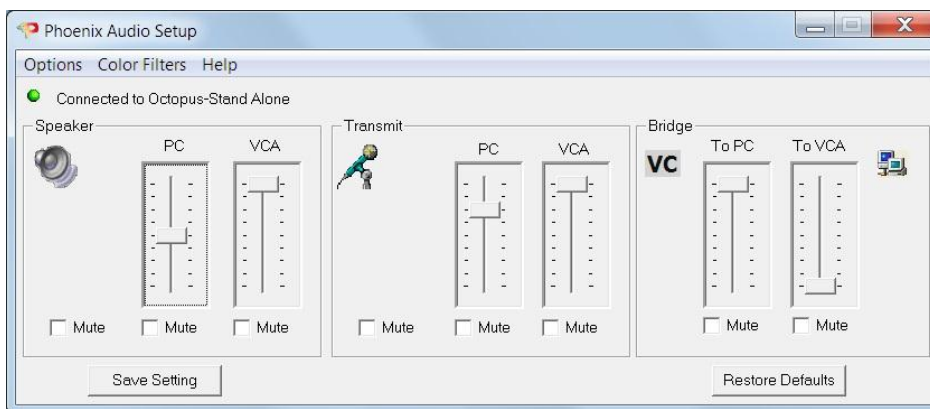 Phoenix Audio Setup
Options Color Filters Help
Connected to Octopus-Stand Alone
Speaker
PC VCA
Mute Mute Mute
Transmit
PC VCA
Mute Mute Mute
Bridge
VC To PC To VCA
Mute Mute
Save Setting Restore Defaults